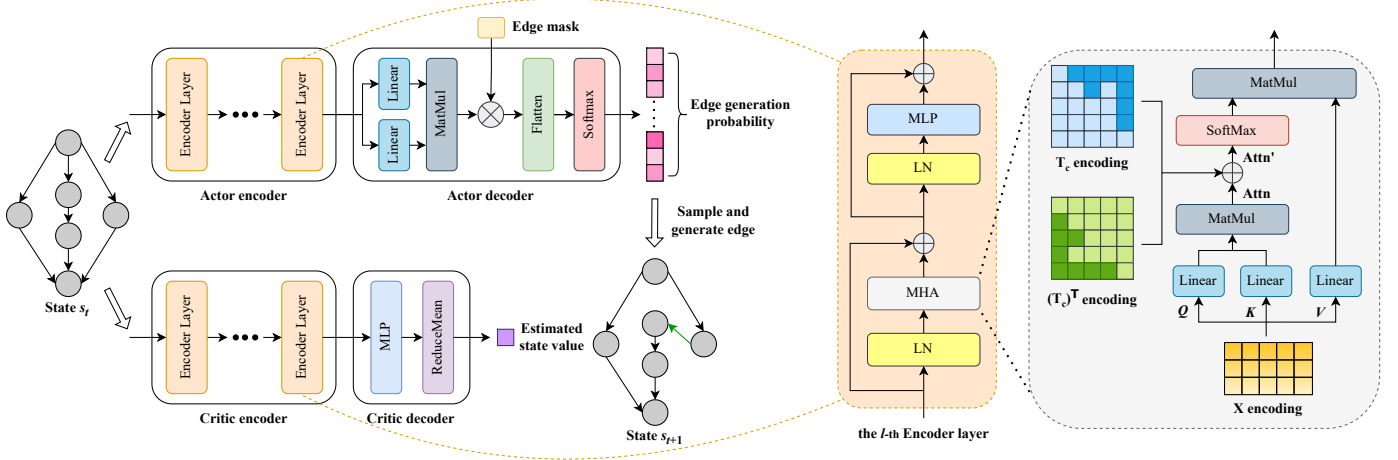 Edge mask
Encoder Layer
Encoder Layer
Actor encoder
Linear
Linear
MatMul
Flatten
Softmax
Actor decoder
Edge generation
probability
Sample and
generate edge
State s_t
Encoder Layer
Encoder Layer
Critic encoder
MLP
ReduceMean
Critic decoder
Estimated
state value
State s_{t+1}
MLP
LN
MHA
LN
the l-th Encoder layer
T_c encoding
(T_c)^T encoding
MatMul
SoftMax
Attn'
Attn
MatMul
Linear
Linear
Linear
Q
K
V
X encoding